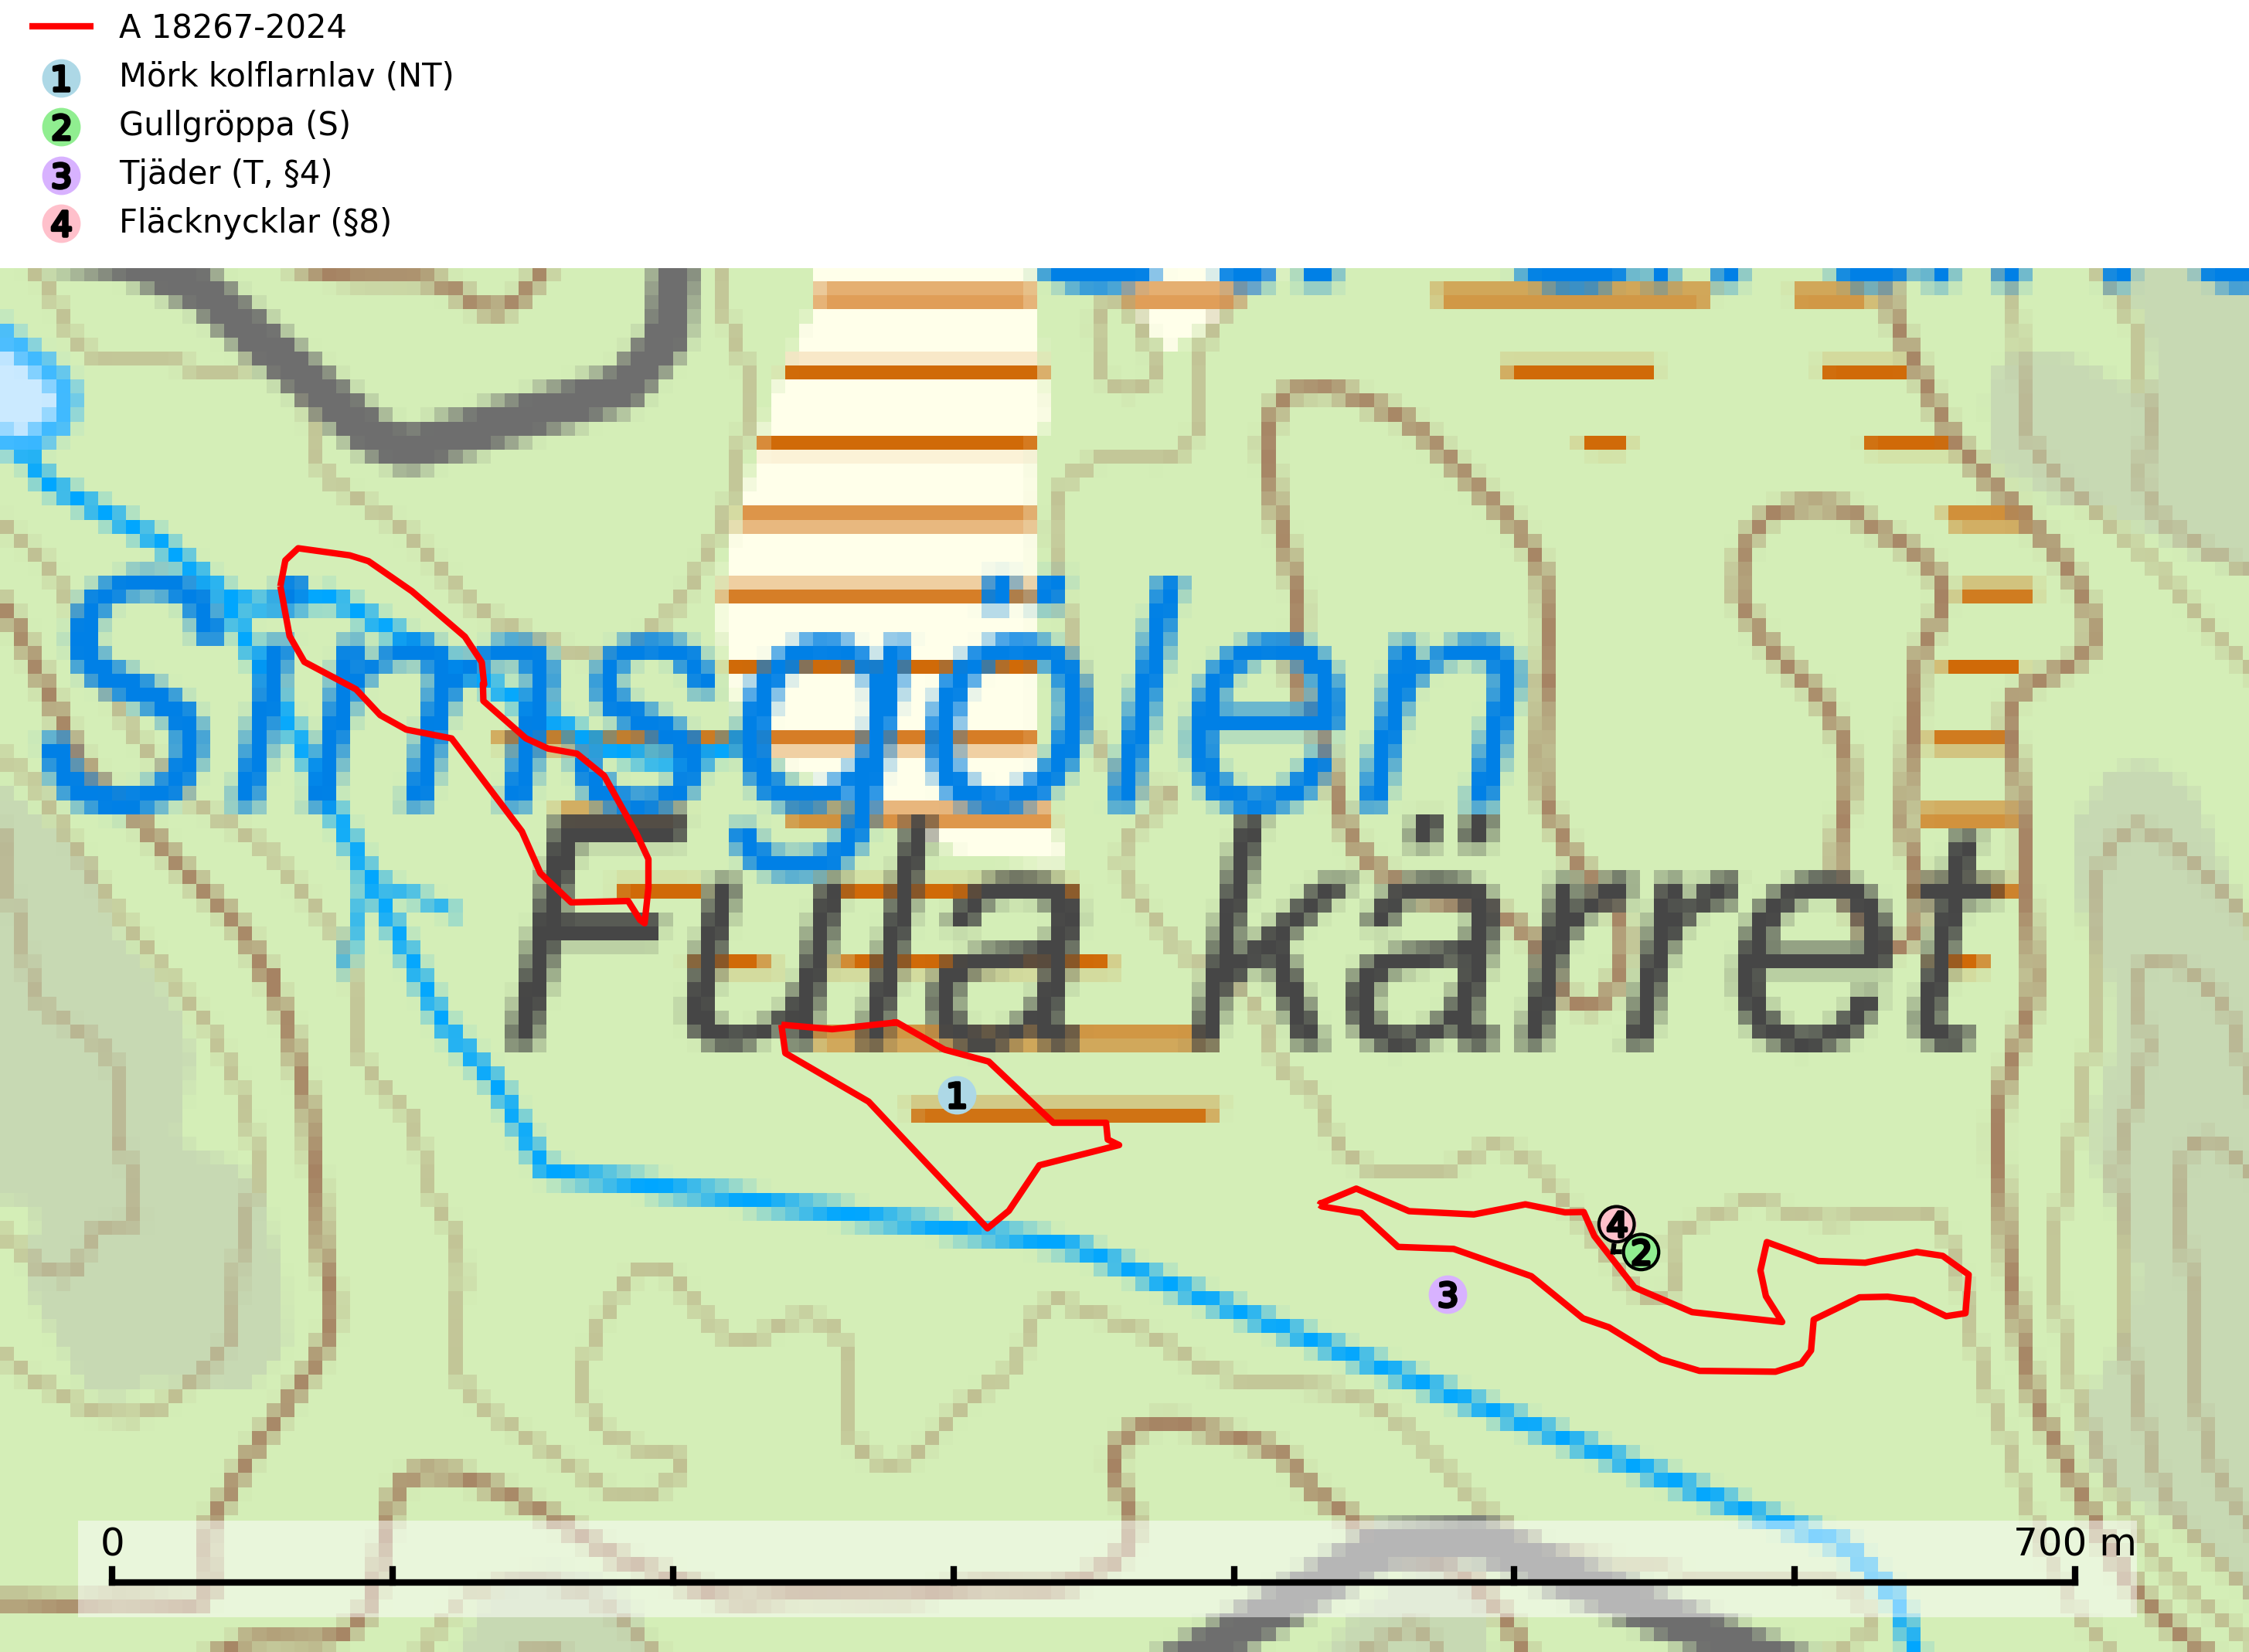 A 18267-2024
1 Mörk kolflarnlav (NT)
2 Gullgröppa (S)
3 Tjäder (T, §4)
4 Fläcknycklar (§8)
Smnsgölen
Fula kärret
1
4
2
3
0 700 m